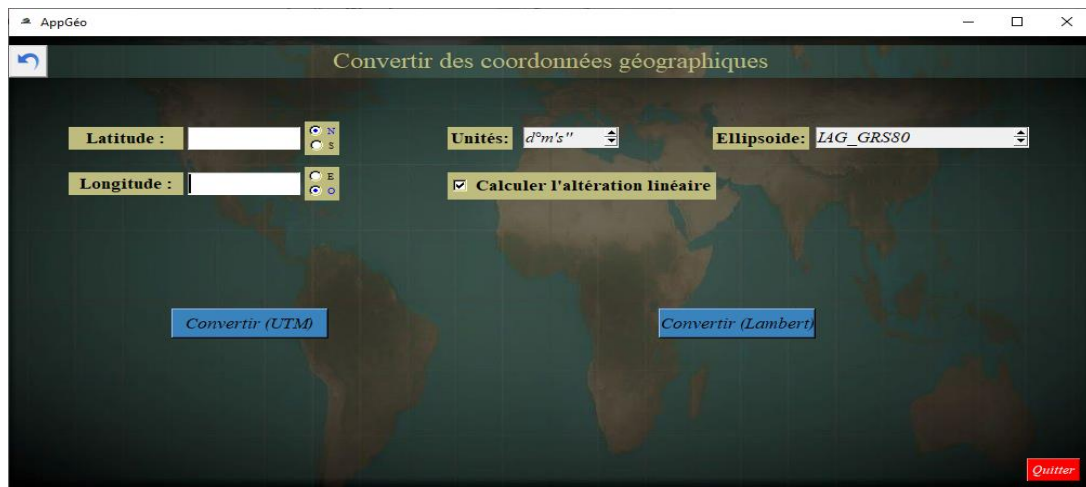 AppGéo
Convertir des coordonnées géographiques
Latitude :
N
S
Unités: d°m's''
Ellipsoide: IAG_GRS80
Longitude :
E
O
Calculer l'altération linéaire
Convertir (UTM)
Convertir (Lambert)
Quitter